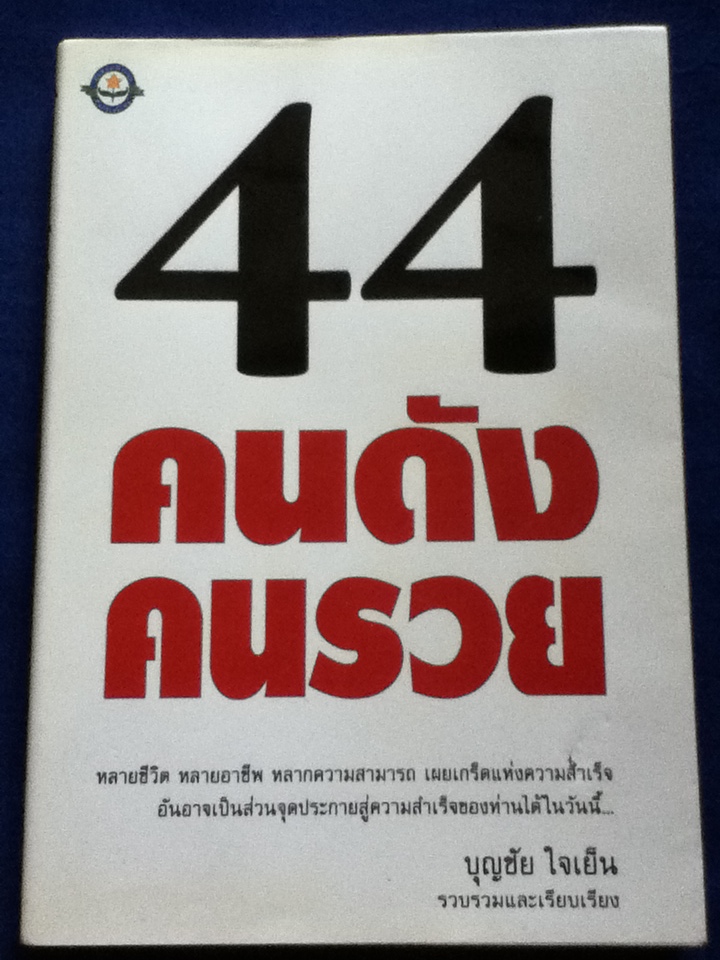 44
คนดัง
คนรวย
หลายชีวิต หลายอาชีพ หลากความสามารถ เผยเกร็ดแห่งความสำเร็จ
อันอาจเป็นส่วนจุดประกายสู่ความสำเร็จของท่านได้ในวันนี้...
บุญชัย ใจเย็น
รวบรวมและเรียบเรียง